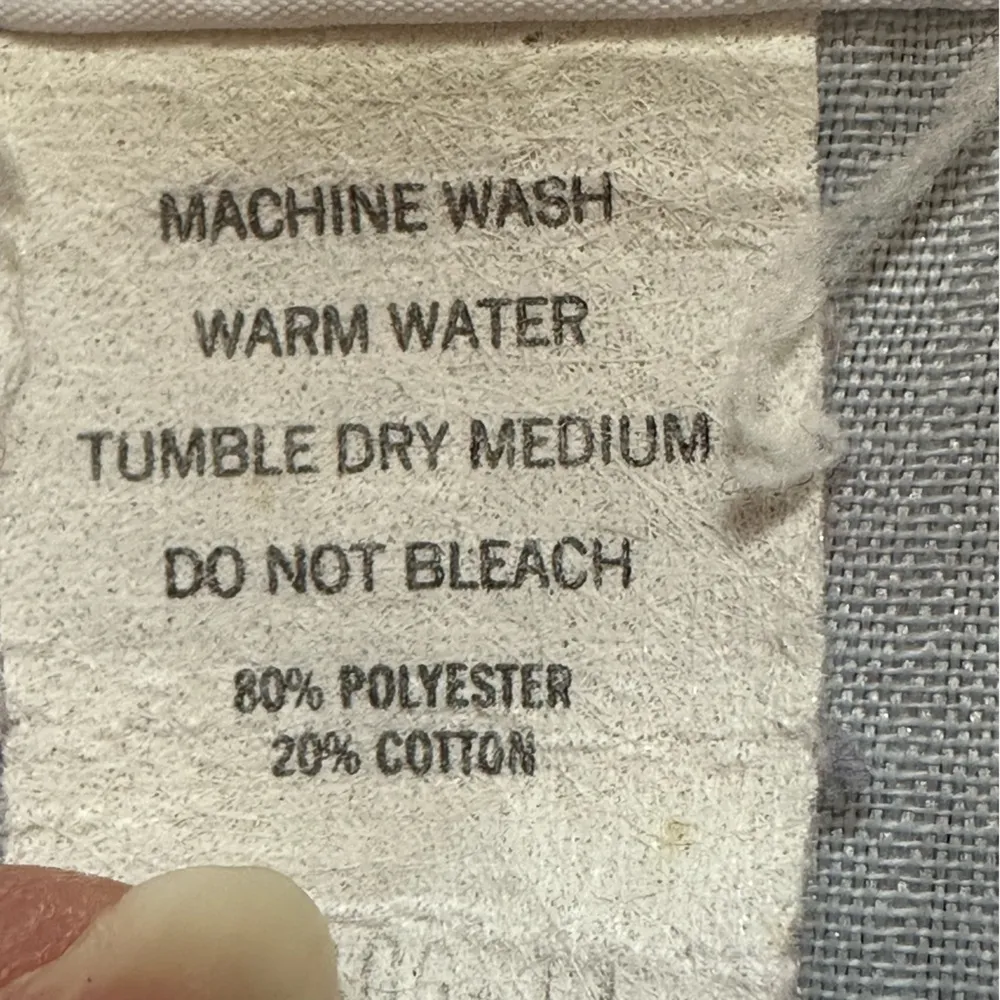 MACHINE WASH
WARM WATER
TUMBLE DRY MEDIUM
DO NOT BLEACH
80% POLYESTER
20% COTTON